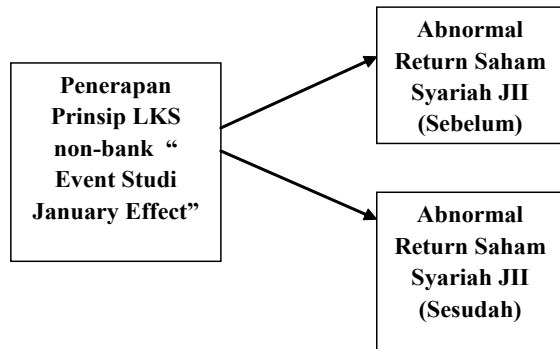 Penerapan
Prinsip LKS
non-bank “
Event Studi
January Effect”
Abnormal
Return Saham
Syariah JII
(Sebelum)
Abnormal
Return Saham
Syariah JII
(Sesudah)